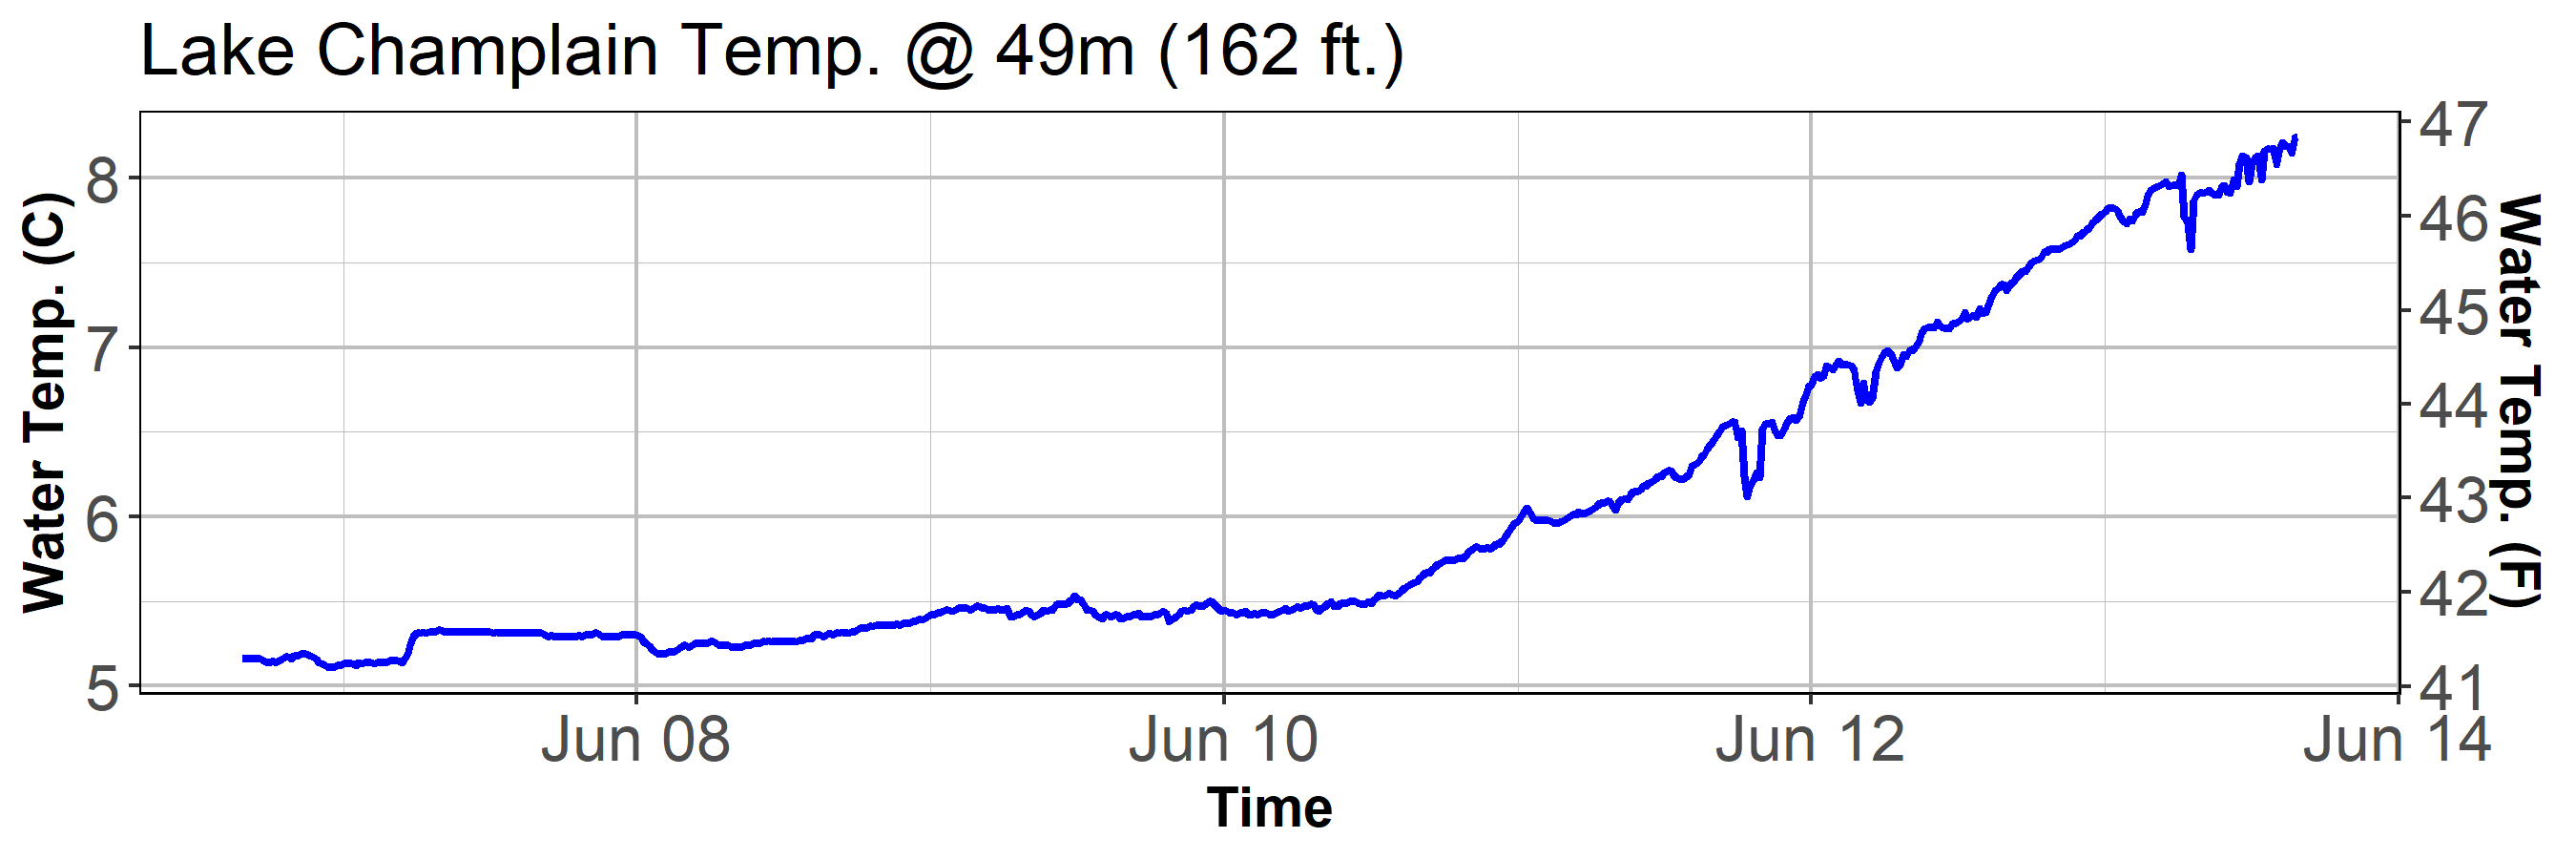 Lake Champlain Temp. @ 49m (162 ft.)
Water Temp. (C)
8
7
6
5
47
46
45
44
43
42
41
Water Temp. (F)
Jun 08 Jun 10 Jun 12 Jun 14
Time